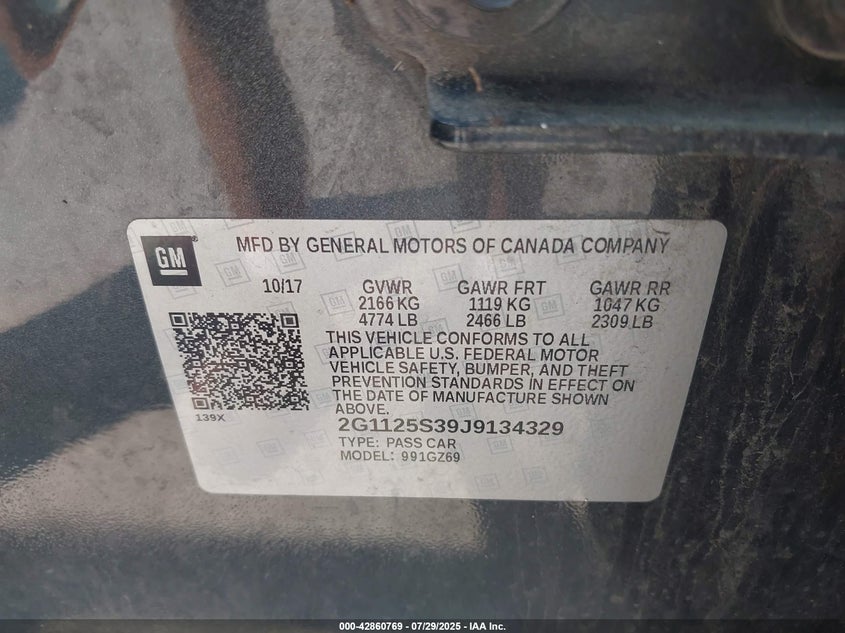 GM
MFD BY GENERAL MOTORS OF CANADA COMPANY
10/17 GVWR GAWR FRT GAWR RR
2166 KG 1119 KG 1047 KG
4774 LB 2466 LB 2309 LB
THIS VEHICLE CONFORMS TO ALL
APPLICABLE U.S. FEDERAL MOTOR
VEHICLE SAFETY, BUMPER, AND THEFT
PREVENTION STANDARDS IN EFFECT ON
THE DATE OF MANUFACTURE SHOWN
ABOVE.
139X
2G1125S39J9134329
TYPE: PASS CAR
MODEL: 991GZ69
000-42860769 - 07/29/2025 - IAA Inc.